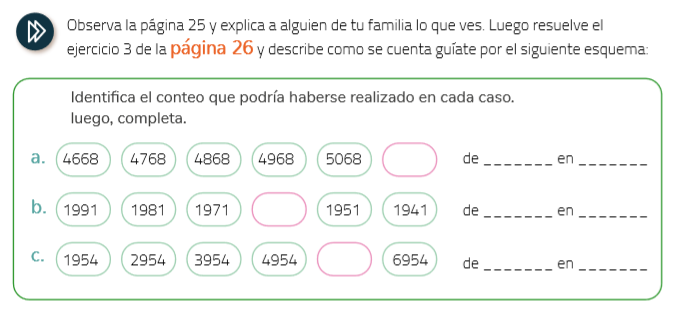 Observa la página 25 y explica a alguien de tu familia lo que ves. Luego resuelve el
ejercicio 3 de la página 26 y describe como se cuenta guíate por el siguiente esquema:
Identifica el conteo que podría haberse realizado en cada caso.
luego, completa.
a. 4668 4768 4868 4968 5068 de _______ en _______
b. 1991 1981 1971 1951 1941 de _______ en _______
c. 1954 2954 3954 4954 6954 de _______ en _______